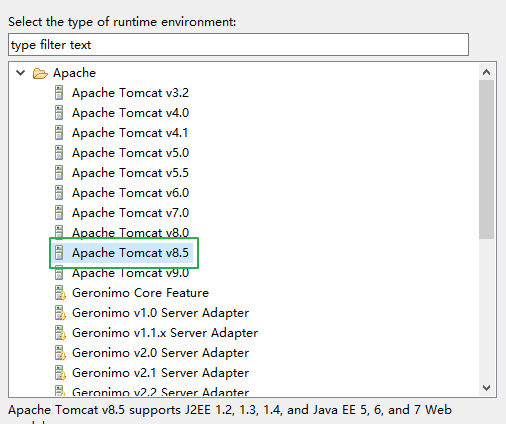 Select the type of runtime environment:
type filter text
Apache
Apache Tomcat v3.2
Apache Tomcat v4.0
Apache Tomcat v4.1
Apache Tomcat v5.0
Apache Tomcat v5.5
Apache Tomcat v6.0
Apache Tomcat v7.0
Apache Tomcat v8.0
Apache Tomcat v8.5
Apache Tomcat v9.0
Geronimo Core Feature
Geronimo v1.0 Server Adapter
Geronimo v1.1.x Server Adapter
Geronimo v2.0 Server Adapter
Geronimo v2.1 Server Adapter
Geronimo v2.2 Server Adapter
Apache Tomcat v8.5 supports J2EE 1.2, 1.3, 1.4, and Java EE 5, 6, and 7 Web